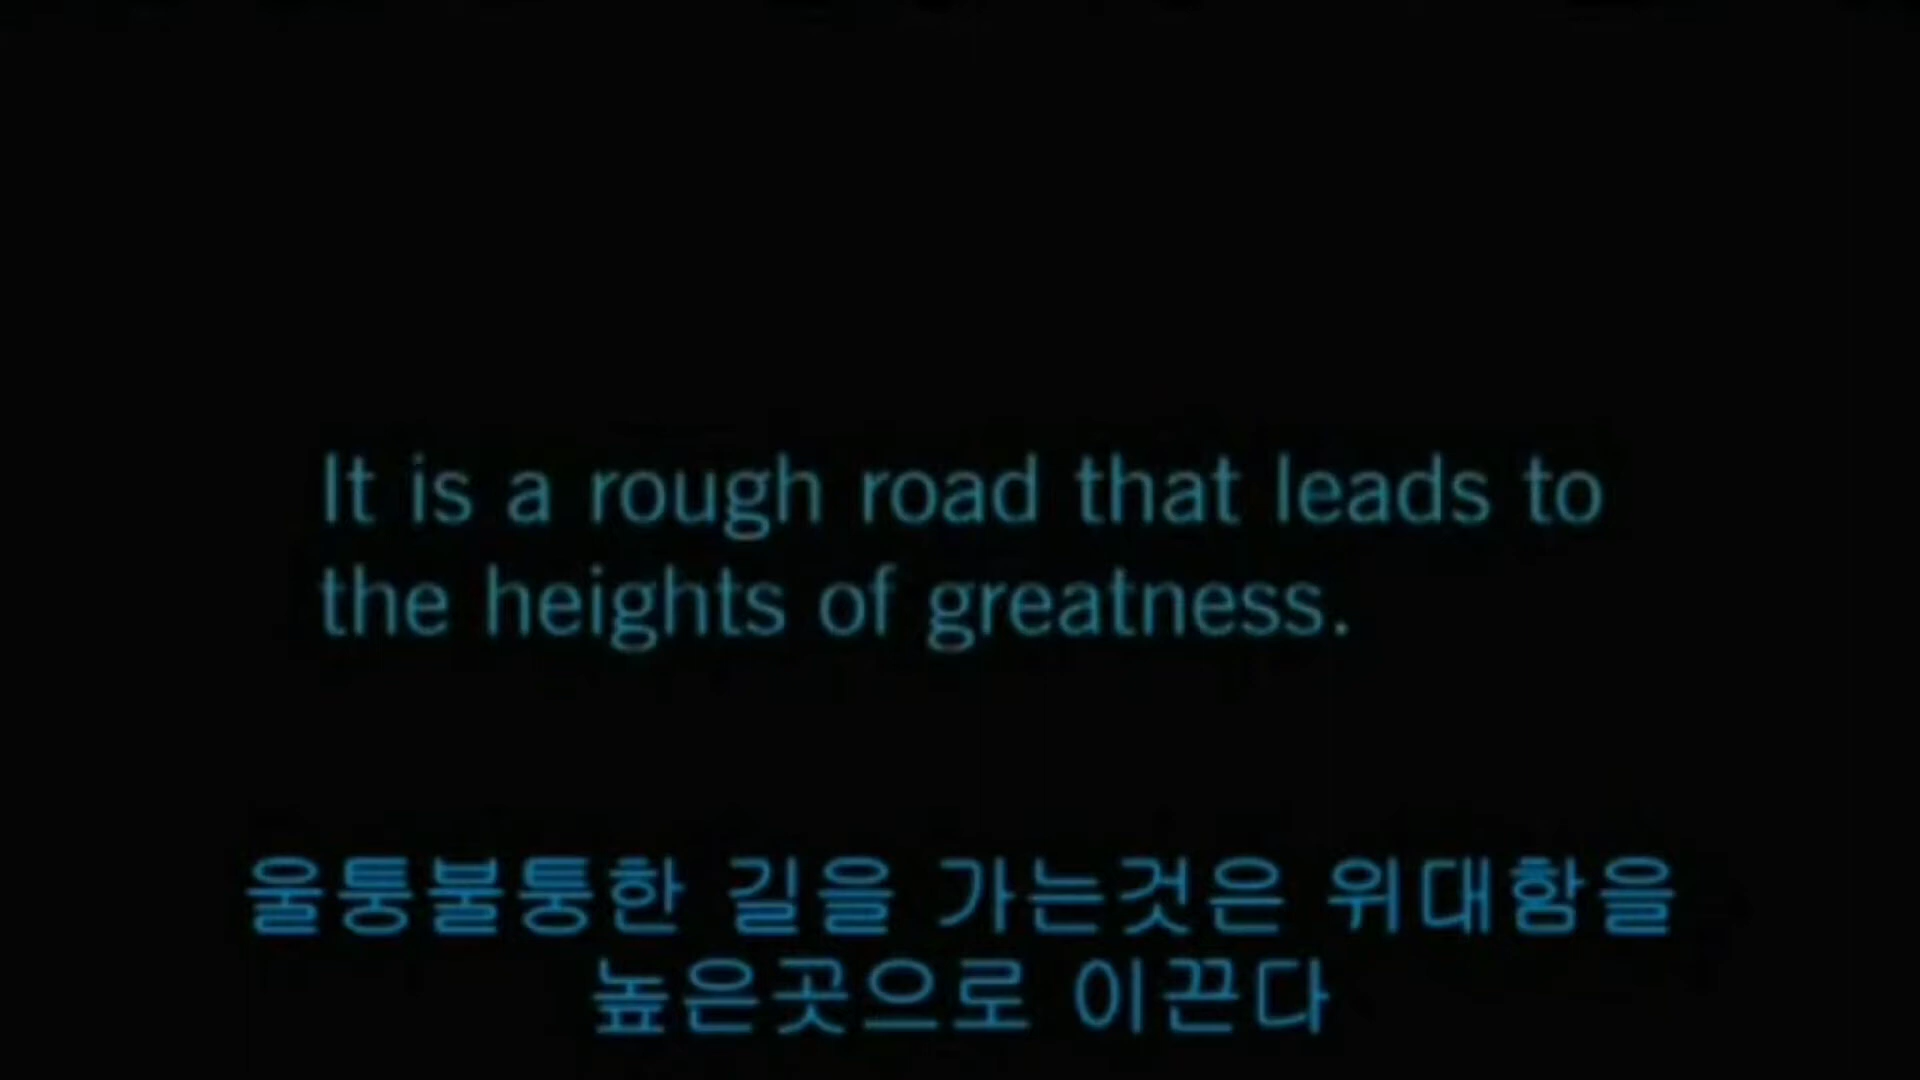 It is a rough road that leads to
the heights of greatness.
울퉁불퉁한 길을 가는것은 위대함을
높은곳으로 이끈다